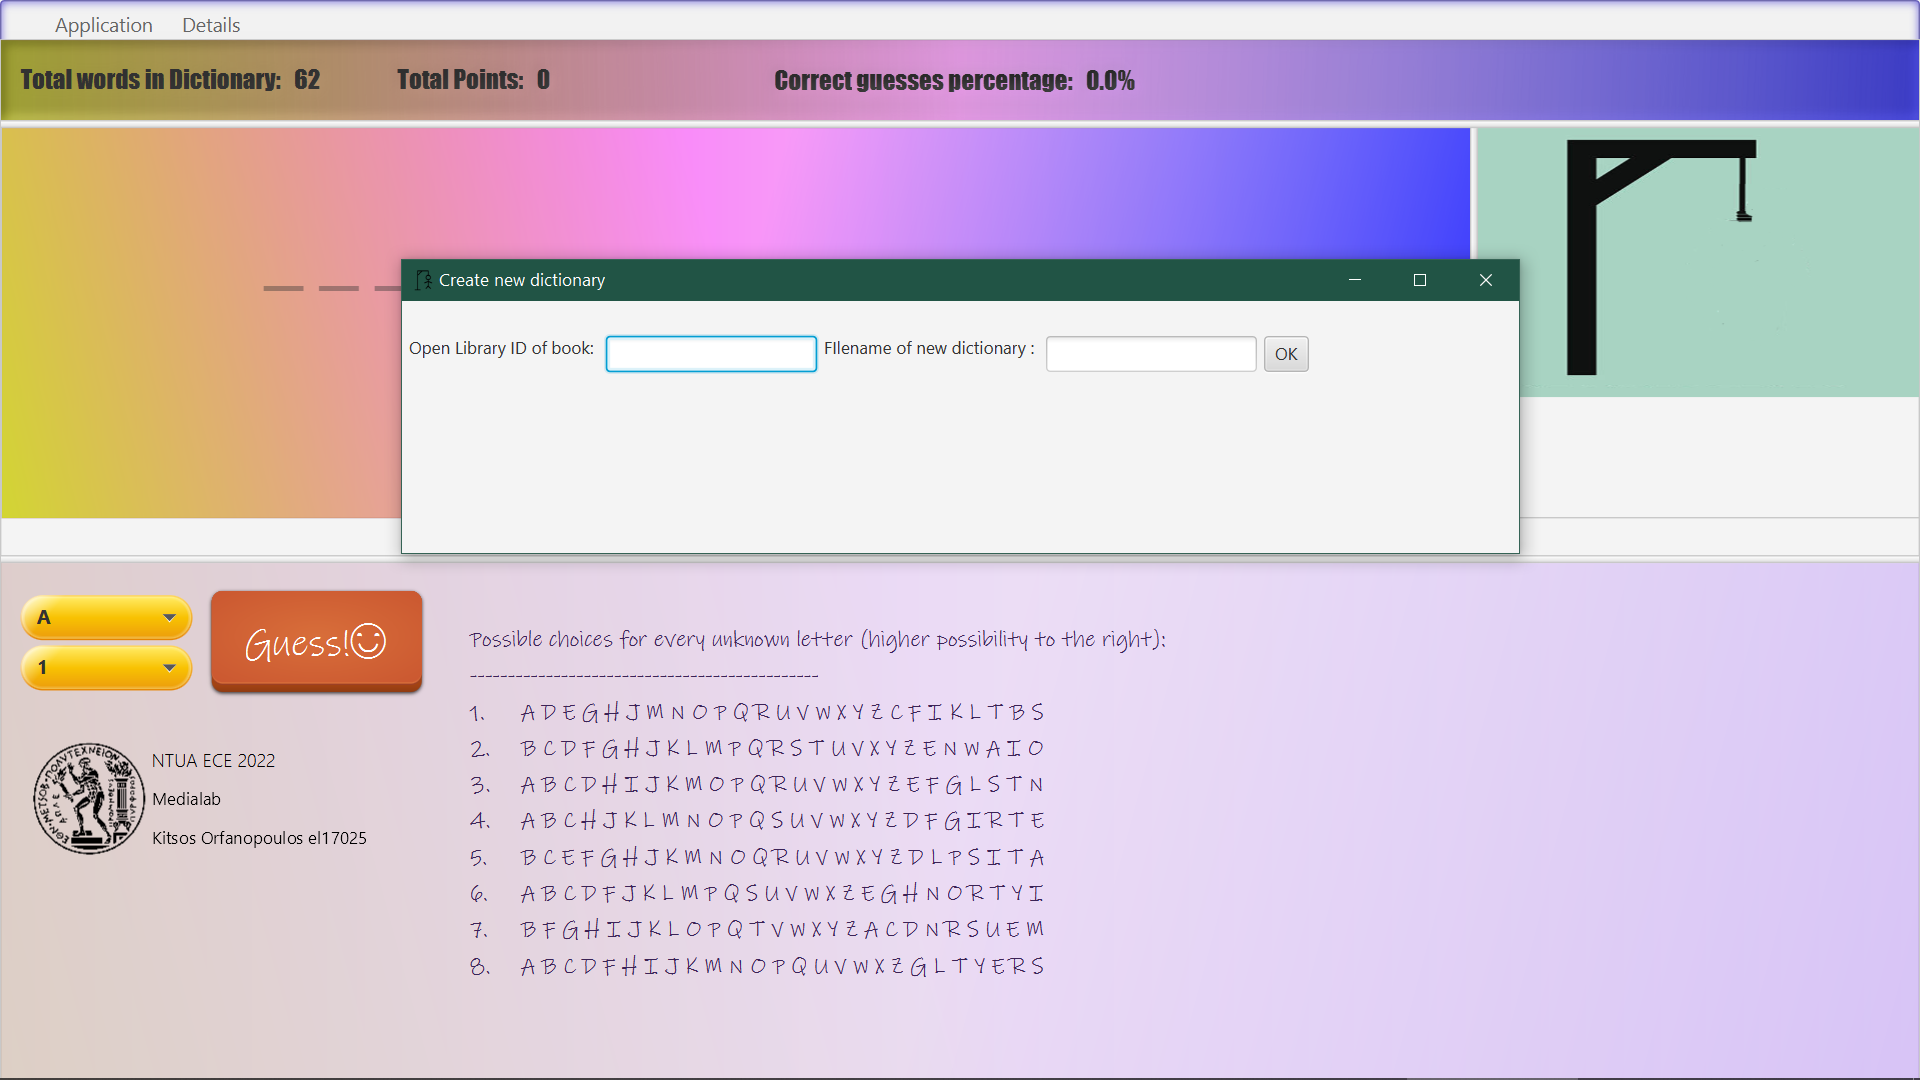 Application Details
Total words in Dictionary: 62 Total Points: 0 Correct guesses percentage: 0.0%
Create new dictionary
Open Library ID of book: FIlename of new dictionary : OK
A
1
Guess!☺
Possible choices for every unknown letter (higher possibility to the right):
----------------------------------------------
1. A D E G H J M N O P Q R U V W X Y Z C F I K L T B S
2. B C D F G H J K L M P Q R S T U V X Y Z E N W A I O
3. A B C D H I J K M O P Q R U V W X Y Z E F G L S T N
4. A B C H J K L M N O P Q S U V W X Y Z D F G I R T E
5. B C E F G H J K M N O Q R U V W X Y Z D L P S I T A
6. A B C D F J K L M P Q S U V W X Z E G H N O R T Y I
7. B F G H I J K L O P Q T V W X Y Z A C D N R S U E M
8. A B C D F H I J K M N O P Q U V W X Z G L T Y E R S
NTUA ECE 2022
Medialab
Kitsos Orfanopoulos el17025